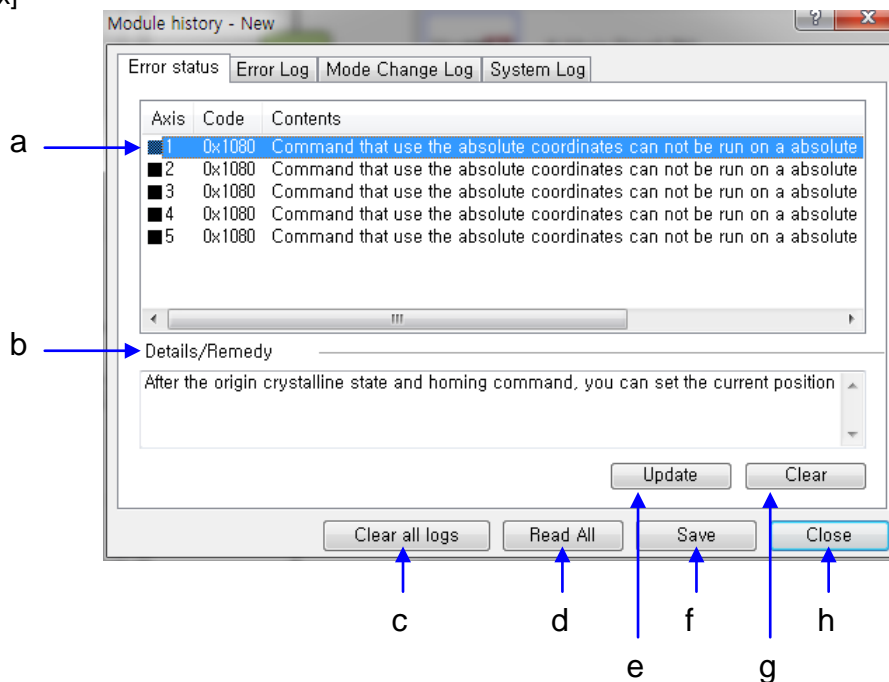 x]
Module history - New
Error status Error Log Mode Change Log System Log
Axis Code Contents
a
1 0x1080 Command that use the absolute coordinates can not be run on a absolute
2 0x1080 Command that use the absolute coordinates can not be run on a absolute
3 0x1080 Command that use the absolute coordinates can not be run on a absolute
4 0x1080 Command that use the absolute coordinates can not be run on a absolute
5 0x1080 Command that use the absolute coordinates can not be run on a absolute
b
Details/Remedy
After the origin crystalline state and homing command, you can set the current position
Update Clear
Clear all logs Read All Save Close
c d f h
e g